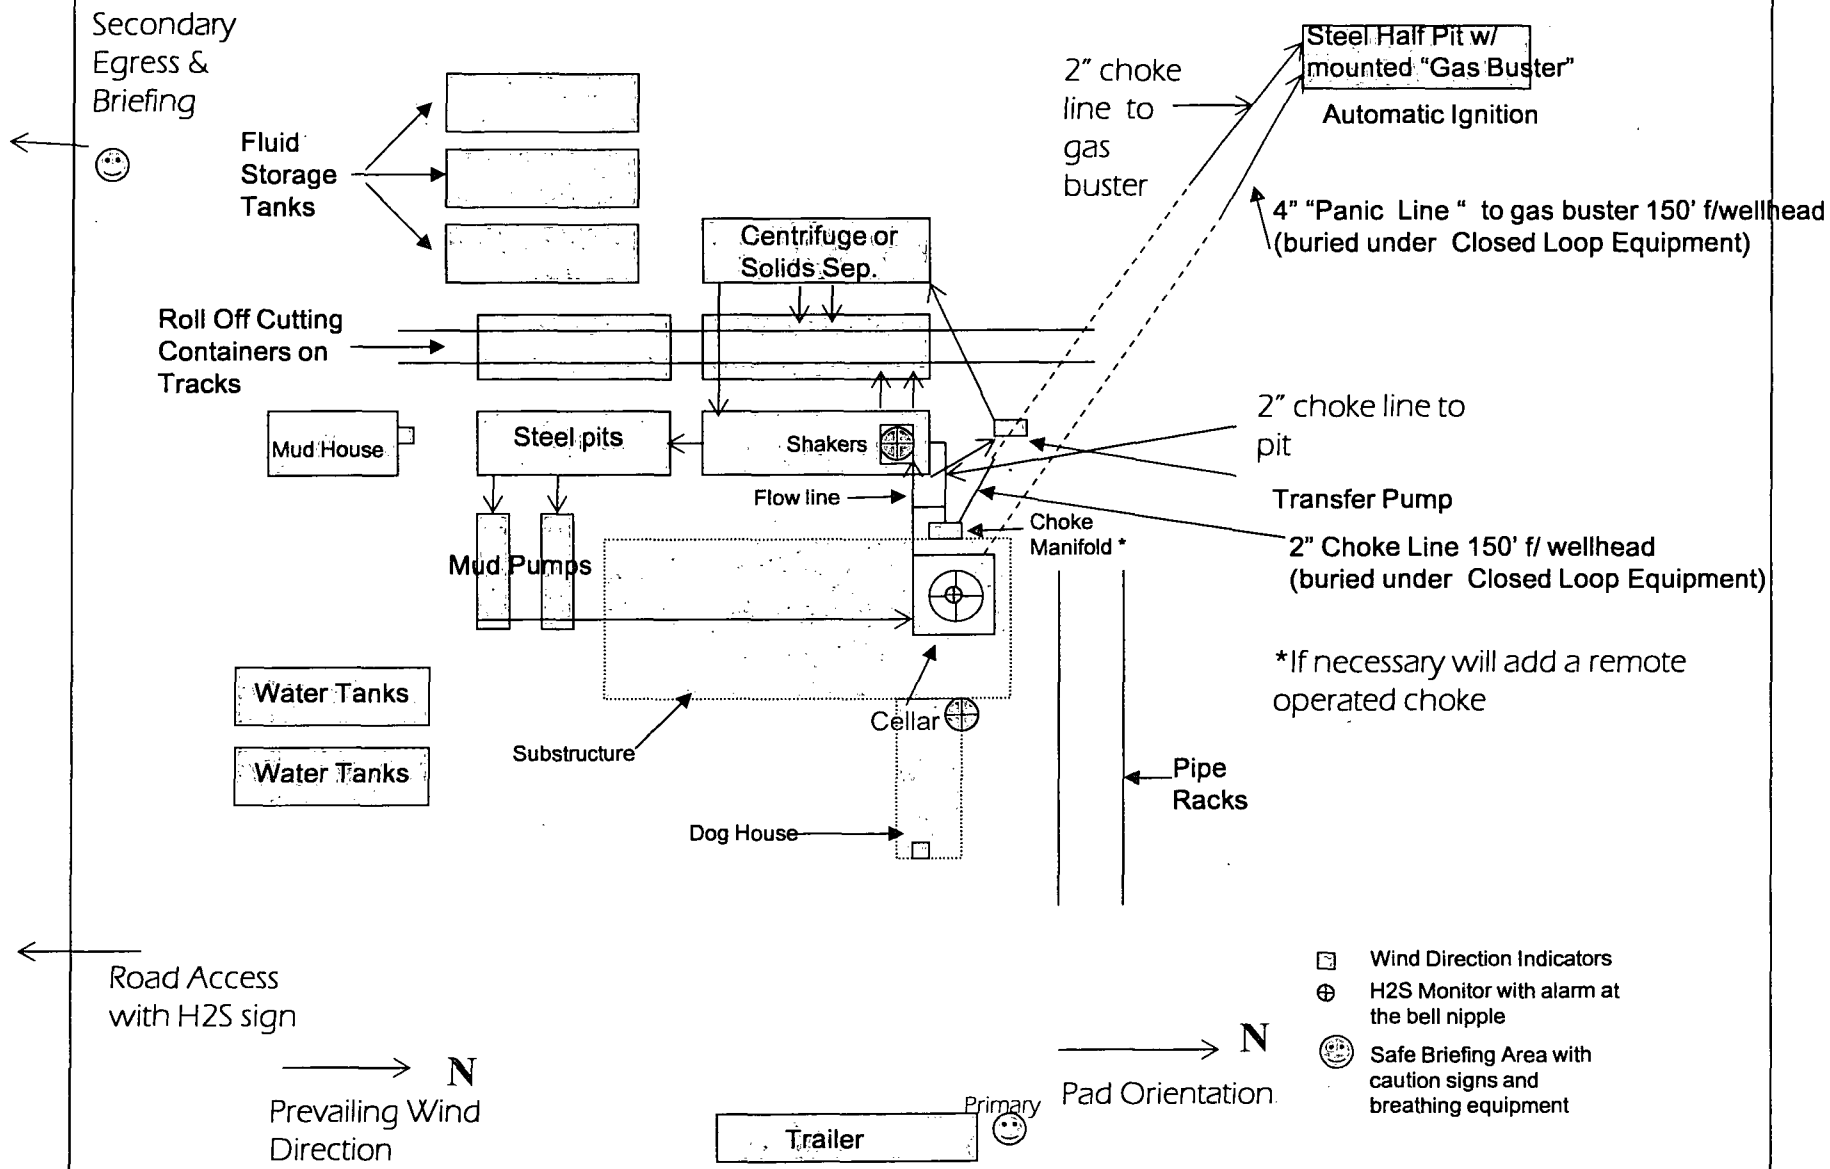 Secondary
Egress &
Briefing
Fluid
Storage
Tanks
2” choke
line to
gas
buster
Steel Half Pit w/
mounted “Gas Buster”
Automatic Ignition
4” “Panic Line “ to gas buster 150’ f/wellhead
(buried under Closed Loop Equipment)
Centrifuge or
Solids Sep.
Roll Off Cutting
Containers on
Tracks
Mud House
Steel pits
Shakers
2” choke line to
pit
Flow line
Transfer Pump
Choke
Manifold *
2” Choke Line 150’ f/ wellhead
(buried under Closed Loop Equipment)
Mud Pumps
*If necessary will add a remote
operated choke
Water Tanks
Cellar
Substructure
Water Tanks
Pipe
Racks
Dog House
Road Access
with H2S sign
Wind Direction Indicators
H2S Monitor with alarm at
the bell nipple
Safe Briefing Area with
caution signs and
breathing equipment
N
Prevailing Wind
Direction
N
Pad Orientation
Primary
Trailer